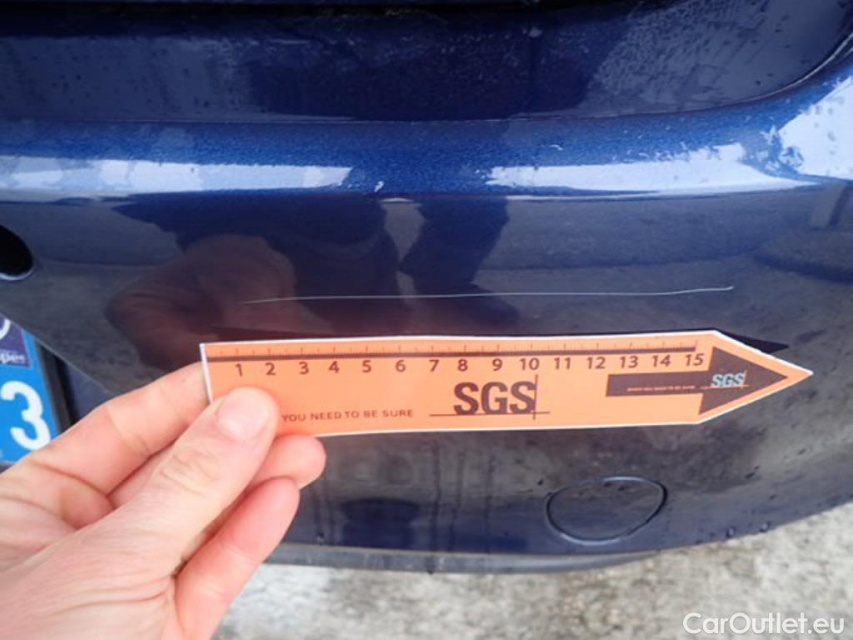 1 2 3 4 5 6 7 8 9 10 11 12 13 14 15
SGS
SGS
YOU NEED TO BE SURE
3
CarOutlet.eu